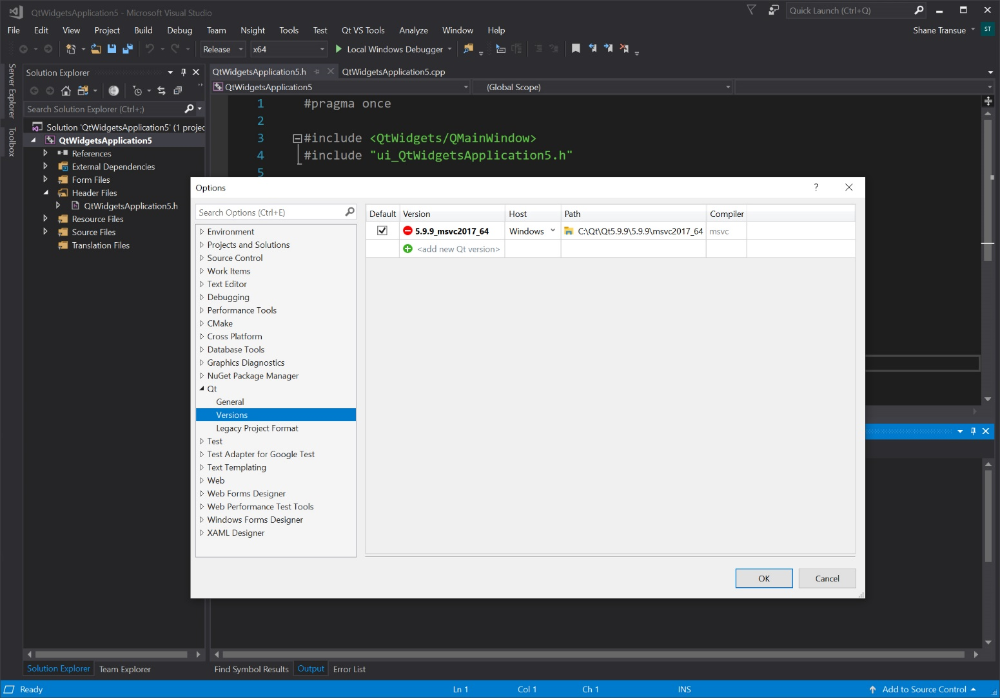 QtWidgetsApplication5 - Microsoft Visual Studio
Quick Launch (Ctrl+Q)
File Edit View Project Build Debug Team Nsight Tools Test Qt VS Tools Analyze Window Help
Shane Transue ST
Release x64 Local Windows Debugger
Server Explorer
Toolbox
Solution Explorer
Search Solution Explorer (Ctrl+;)
Solution 'QtWidgetsApplication5' (1 projec
QtWidgetsApplication5
References
External Dependencies
Form Files
Header Files
QtWidgetsApplication5.h
Resource Files
Source Files
Translation Files
QtWidgetsApplication5.h QtWidgetsApplication5.cpp
QtWidgetsApplication5 (Global Scope)
1 #pragma once
2
3 #include <QtWidgets/QMainWindow>
4 #include "ui_QtWidgetsApplication5.h"
5
Options ?
Search Options (Ctrl+E)
Environment
Projects and Solutions
Source Control
Work Items
Text Editor
Debugging
Performance Tools
CMake
Cross Platform
Database Tools
Graphics Diagnostics
NuGet Package Manager
Qt
General
Versions
Legacy Project Format
Test
Test Adapter for Google Test
Text Templating
Web
Web Forms Designer
Web Performance Test Tools
Windows Forms Designer
XAML Designer
Default Version Host Path Compiler
5.9.9_msvc2017_64 Windows C:\Qt\Qt5.9.9\5.9.9\msvc2017_64 msvc
<add new Qt version>
OK Cancel
Solution Explorer Team Explorer
Find Symbol Results Output Error List
Ready Ln 1 Col 1 Ch 1 INS Add to Source Control